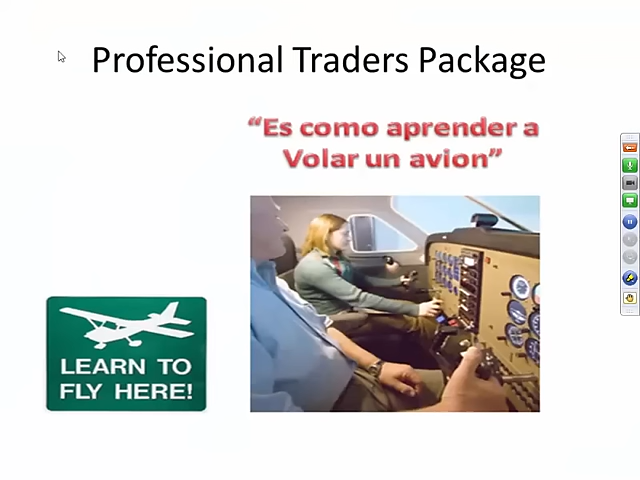 Professional Traders Package
“Es como aprender a
Volar un avion”
LEARN TO
FLY HERE!